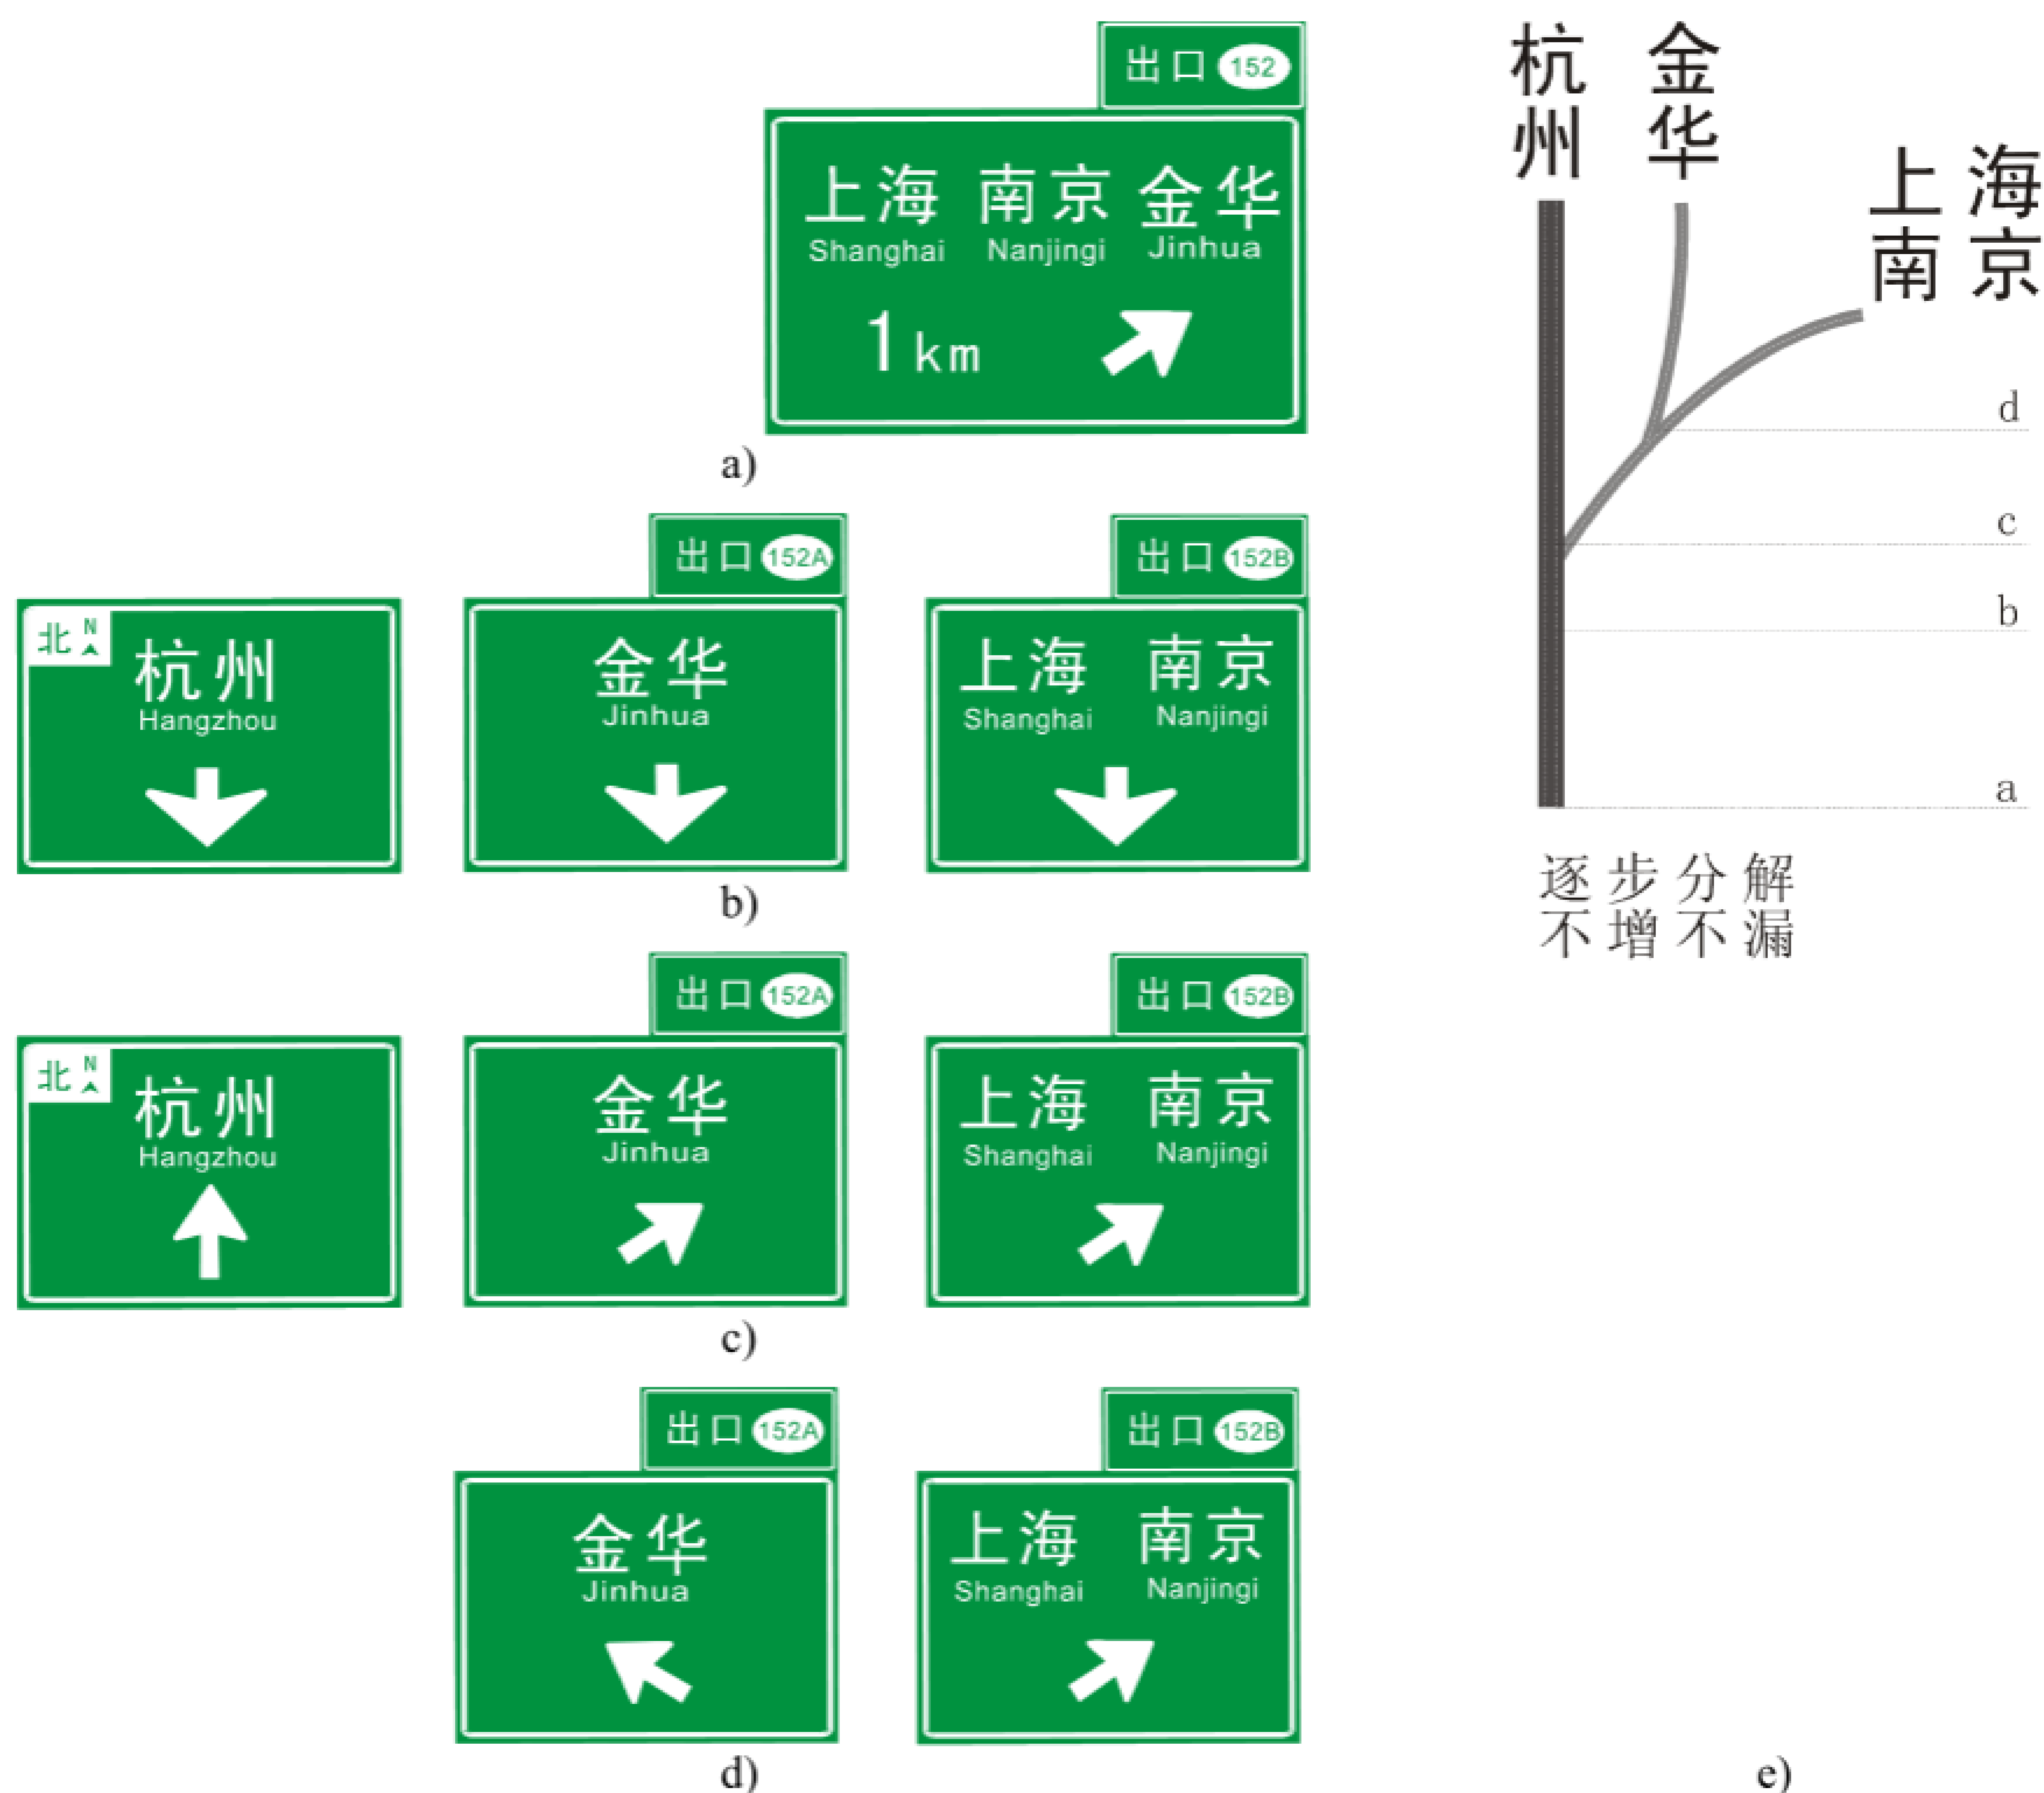 出口 152
上海 南京 金华
Shanghai Nanjingi Jinhua
1km
a)
出口 152A
出口 152B
北 N
杭州
Hangzhou
金华
Jinhua
上海 南京
Shanghai Nanjingi
b)
出口 152A
出口 152B
北 N
杭州
Hangzhou
金华
Jinhua
上海 南京
Shanghai Nanjingi
c)
出口 152A
出口 152B
金华
Jinhua
上海 南京
Shanghai Nanjingi
d)
杭州
金华
上海
南京
d
c
b
a
逐步分解
不增不漏
e)